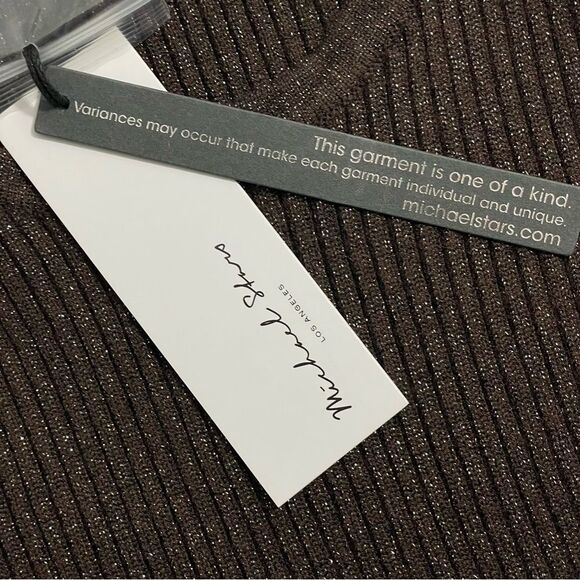 This garment is one of a kind.
Variances may occur that make each garment individual and unique.
michaelstars.com
Michael Stars
LOS ANGELES